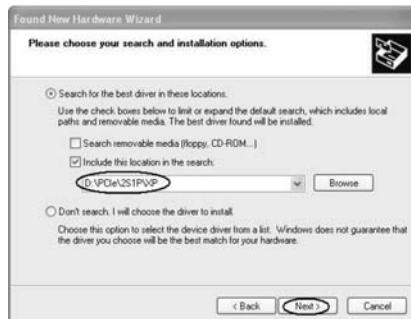 Found New Hardware Wizard
Please choose your search and installation options.
Search for the best driver in these locations.
Use the check boxes below to limit or expand the default search, which includes local
paths and removable media. The best driver found will be installed.
Search removable media (floppy, CD-ROM...)
Include this location in the search:
D:\PCIe\2S1P\XP
Browse
Don't search. I will choose the driver to install.
Choose this option to select the device driver from a list. Windows does not guarantee that
the driver you choose will be the best match for your hardware.
< Back
Next >
Cancel